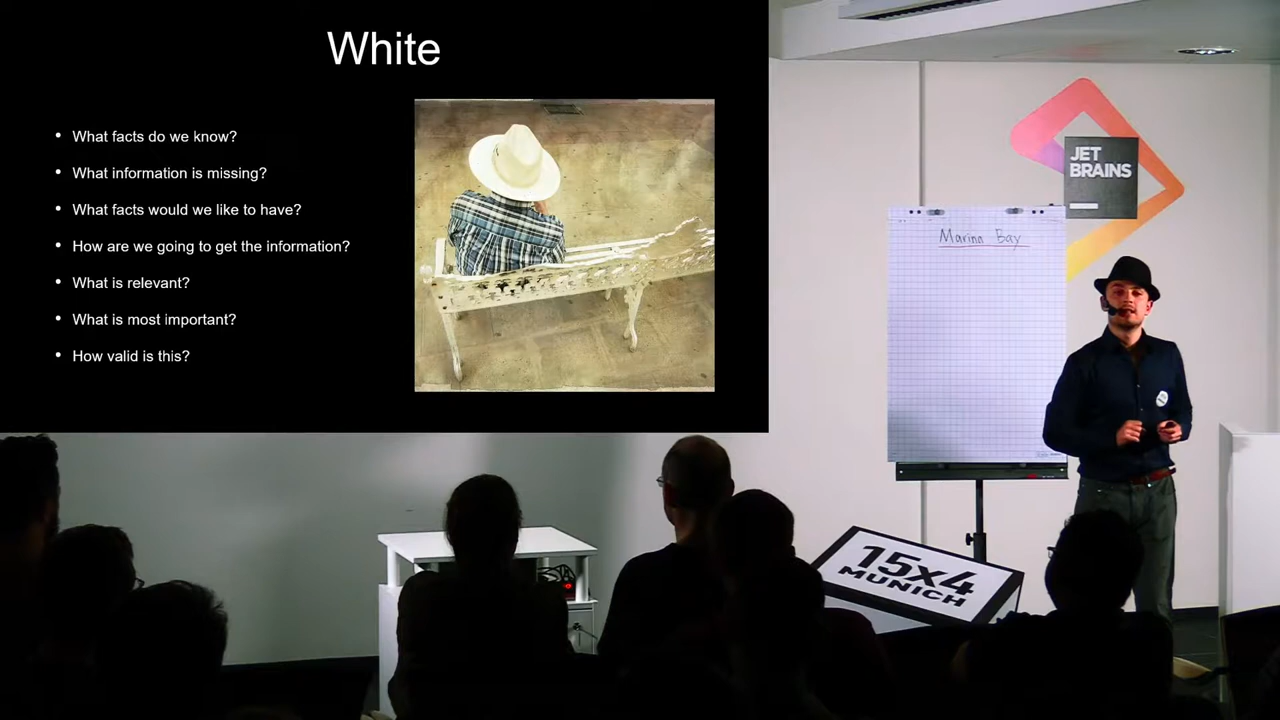 White
• What facts do we know?
• What information is missing?
• What facts would we like to have?
• How are we going to get the information?
• What is relevant?
• What is most important?
• How valid is this?
JET
BRAINS
Marina Bay
15x4
MUNICH